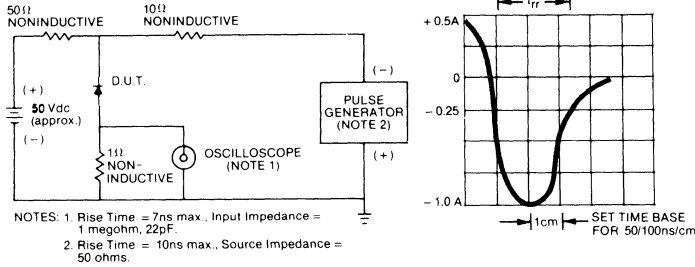 50Ω
NONINDUCTIVE
10Ω
NONINDUCTIVE
trr
+ 0.5A
0
- 0.25
- 1.0 A
(+)
50 Vdc
(approx.)
(-)
D.U.T.
(-)
PULSE
GENERATOR
(NOTE 2)
(+)
1Ω
NON-
INDUCTIVE
OSCILLOSCOPE
(NOTE 1)
1cm
SET TIME BASE
FOR 50/100ns/cm
NOTES: 1. Rise Time = 7ns max., Input Impedance =
1 megohm, 22pF.
2. Rise Time = 10ns max., Source Impedance =
50 ohms.